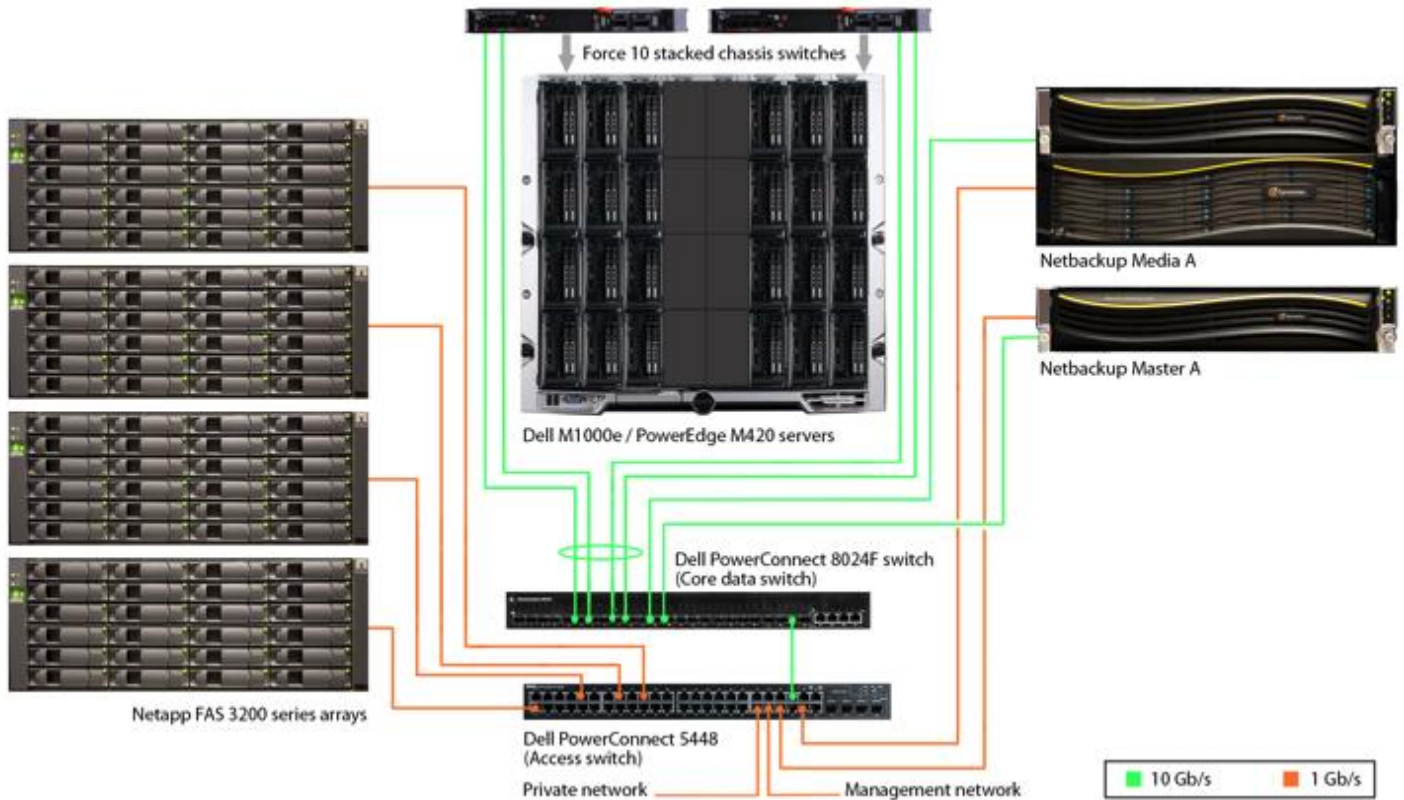 Force 10 stacked chassis switches
Netbackup Media A
Netbackup Master A
Dell M1000e / PowerEdge M420 servers
Dell PowerConnect 8024F switch
(Core data switch)
Netapp FAS 3200 series arrays
Dell PowerConnect 5448
(Access switch)
Private network
Management network
10 Gb/s
1 Gb/s